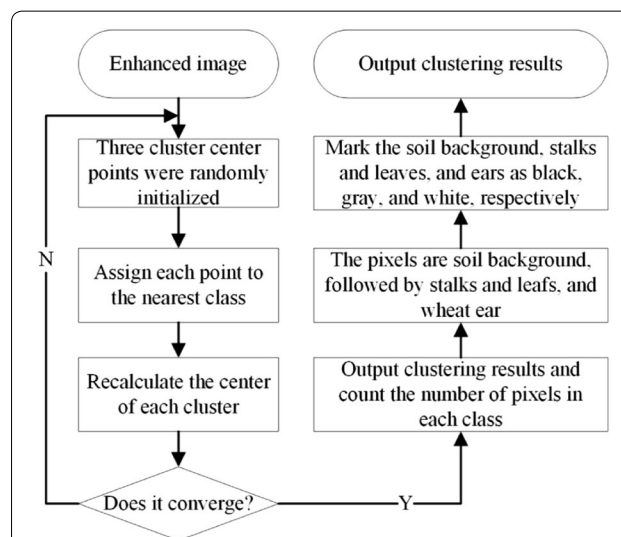 Enhanced image
Three cluster center
points were randomly
initialized
Assign each point to
the nearest class
Recalculate the center
of each cluster
Does it converge?
N
Y
Output clustering results
Mark the soil background, stalks
and leaves, and ears as black,
gray, and white, respectively
The pixels are soil background,
followed by stalks and leafs, and
wheat ear
Output clustering results and
count the number of pixels in
each class